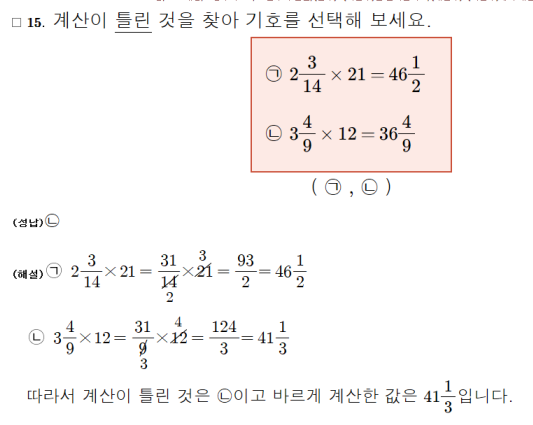 □ 15. 계산이 틀린 것을 찾아 기호를 선택해 보세요.
㉠ 2 3/14 × 21 = 46 1/2
㉡ 3 4/9 × 12 = 36 4/9
( ㉠ , ㉡ )
(정답) ㉡
(해설) ㉠ 2 3/14 × 21 = 31/14 2 × 21 3 = 93/2 = 46 1/2
㉡ 3 4/9 × 12 = 31/9 3 × 12 4 = 124/3 = 41 1/3
따라서 계산이 틀린 것은 ㉡이고 바르게 계산한 값은 41 1/3 입니다.